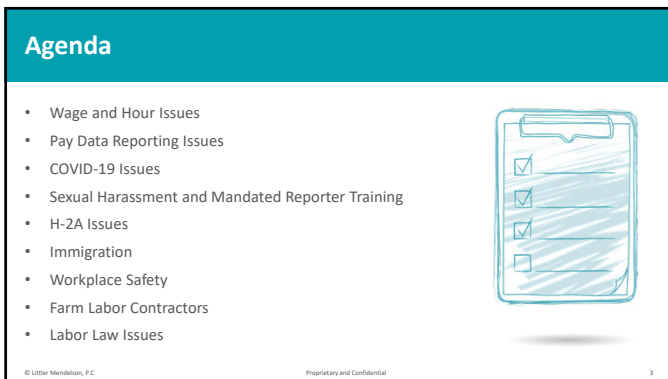 Agenda
• Wage and Hour Issues
• Pay Data Reporting Issues
• COVID-19 Issues
• Sexual Harassment and Mandated Reporter Training
• H-2A Issues
• Immigration
• Workplace Safety
• Farm Labor Contractors
• Labor Law Issues
© Littler Mendelson, P.C Proprietary and Confidential 3